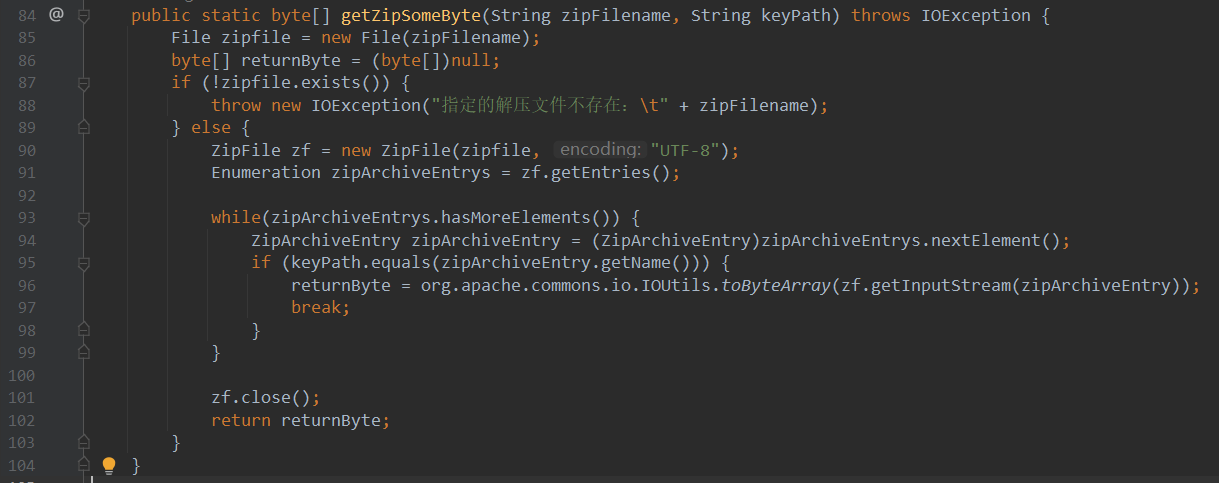 84 @ public static byte[] getZipSomeByte(String zipFilename, String keyPath) throws IOException {
85 File zipfile = new File(zipFilename);
86 byte[] returnByte = (byte[])null;
87 if (!zipfile.exists()) {
88 throw new IOException("指定的解压文件不存在：\t" + zipFilename);
89 } else {
90 ZipFile zf = new ZipFile(zipfile, encoding: "UTF-8");
91 Enumeration zipArchiveEntrys = zf.getEntries();
92
93 while(zipArchiveEntrys.hasMoreElements()) {
94 ZipArchiveEntry zipArchiveEntry = (ZipArchiveEntry)zipArchiveEntrys.nextElement();
95 if (keyPath.equals(zipArchiveEntry.getName())) {
96 returnByte = org.apache.commons.io.IOUtils.toByteArray(zf.getInputStream(zipArchiveEntry));
97 break;
98 }
99 }
100
101 zf.close();
102 return returnByte;
103 }
104 }